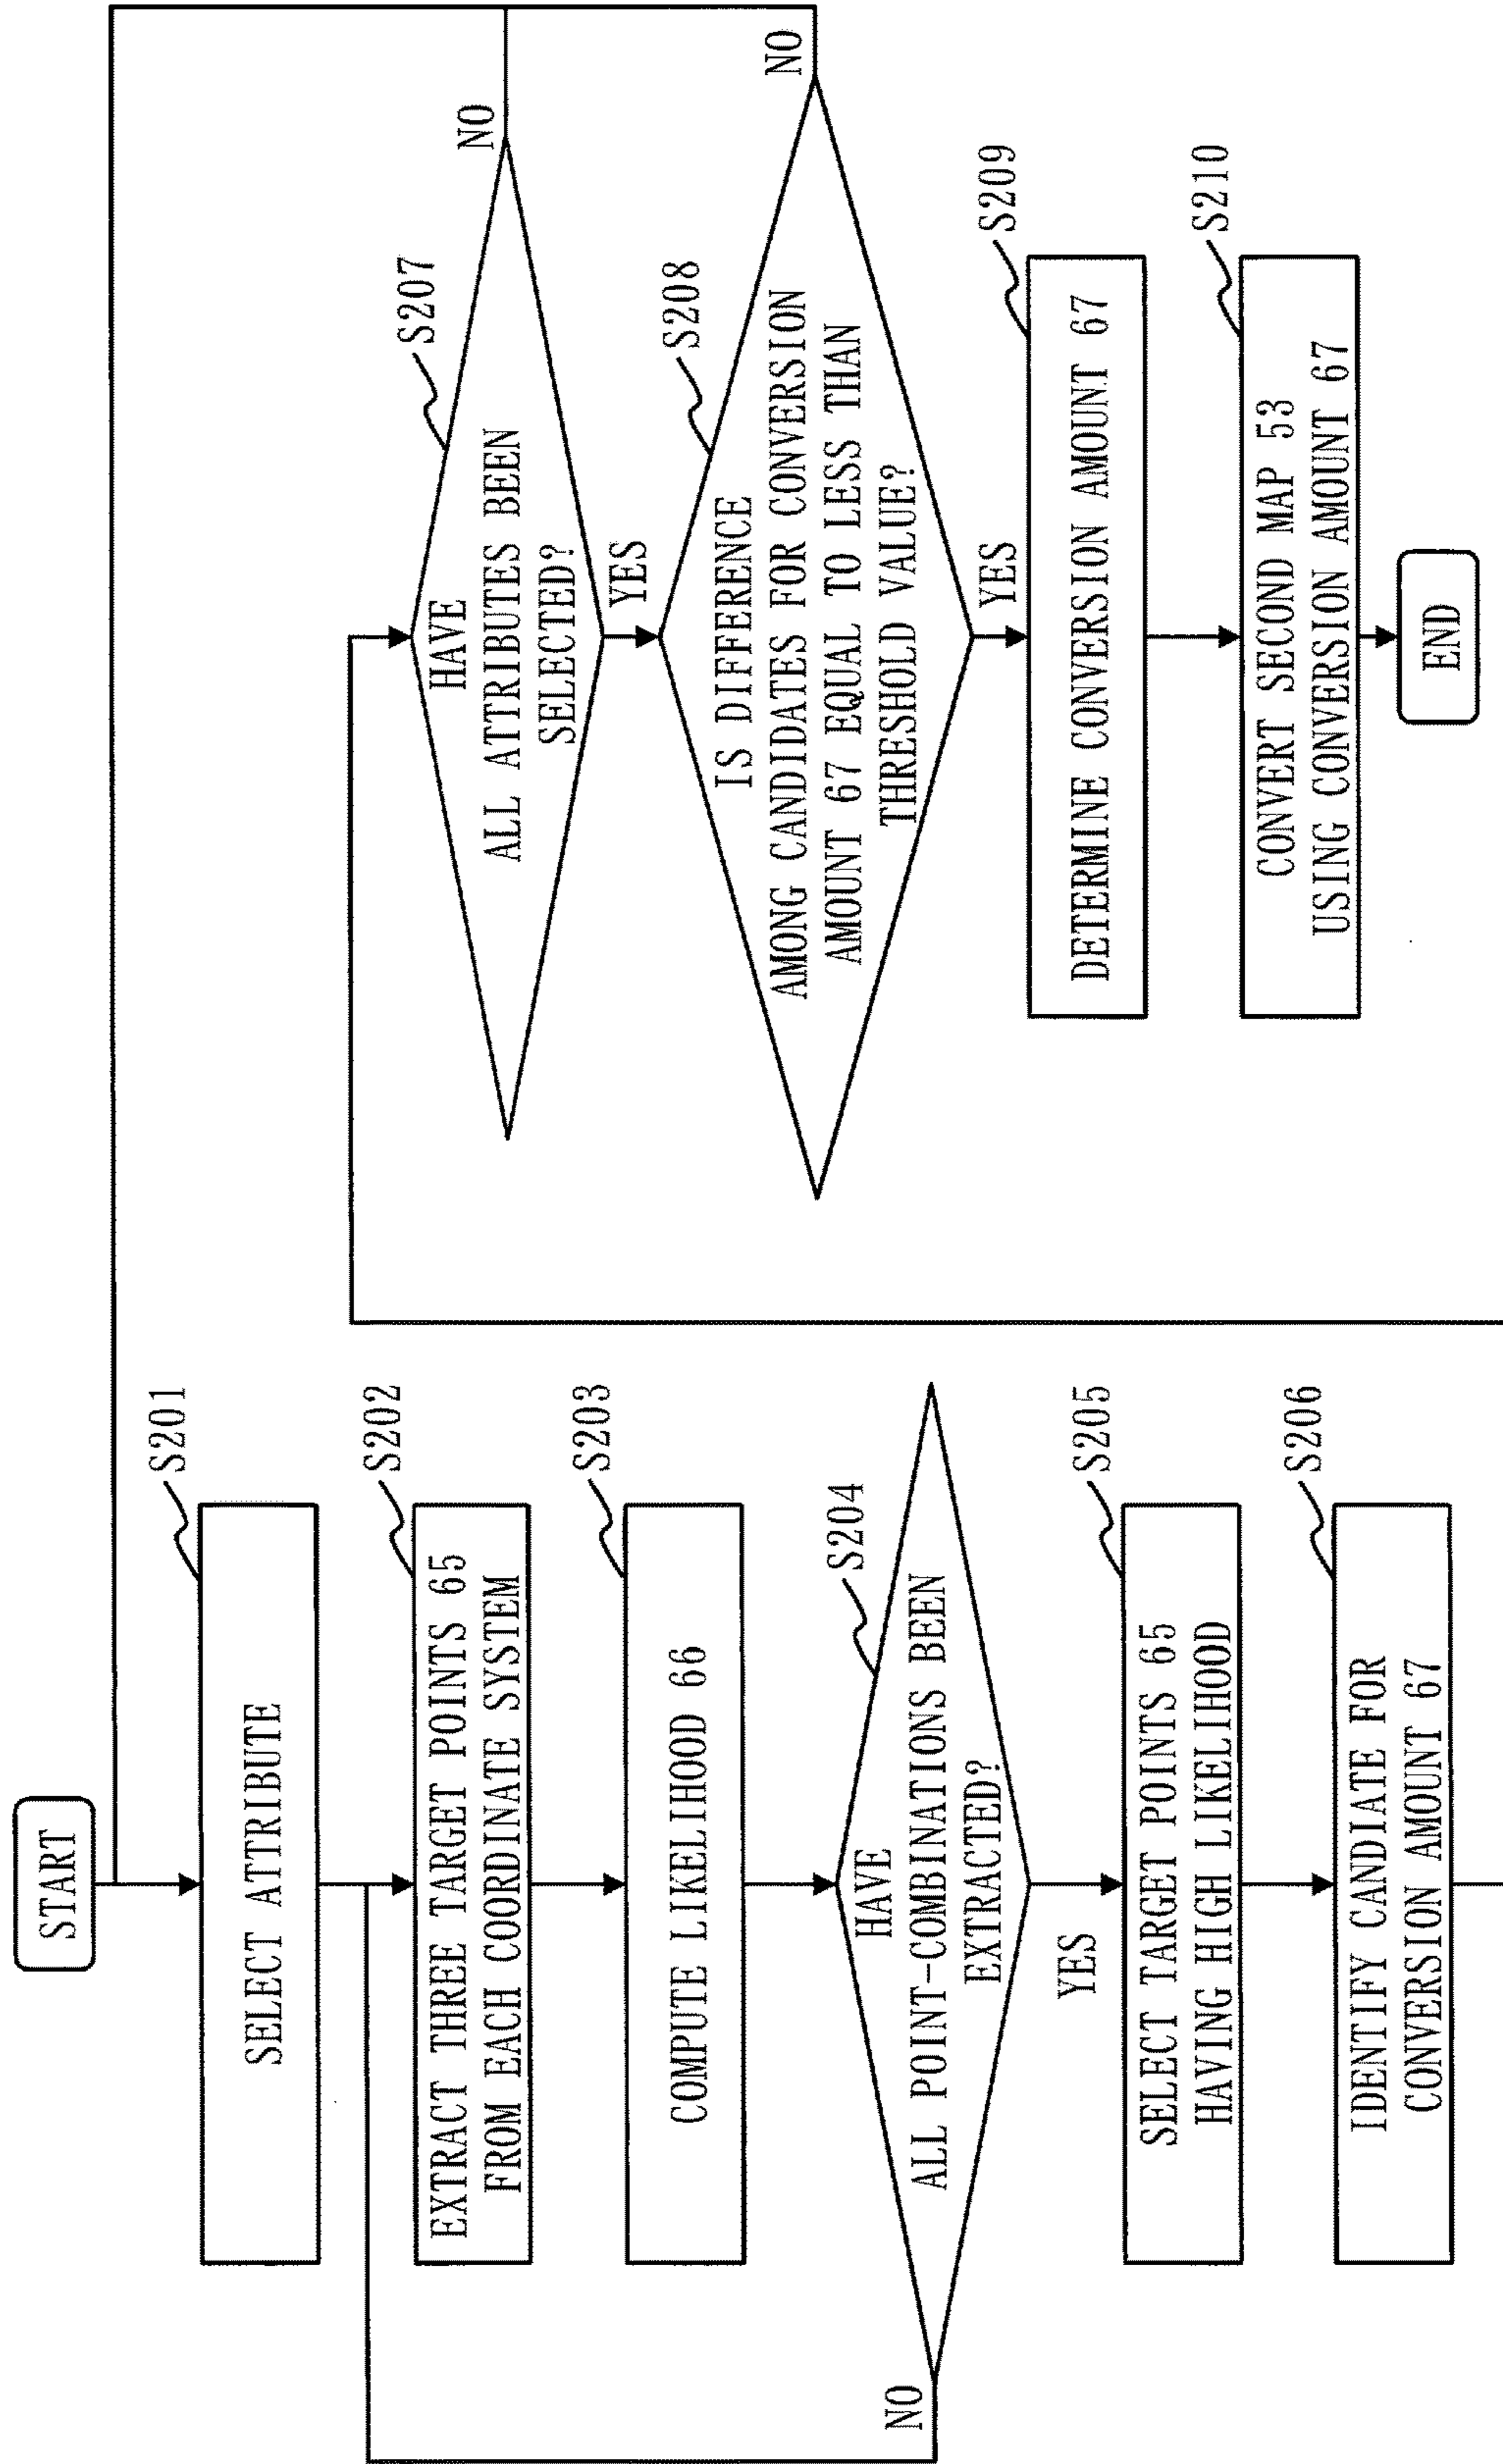 START
S201
SELECT ATTRIBUTE
S202
EXTRACT THREE TARGET POINTS 65
FROM EACH COORDINATE SYSTEM
S203
COMPUTE LIKELIHOOD 66
S204
HAVE
ALL POINT-COMBINATIONS BEEN
EXTRACTED?
NO
YES
S205
SELECT TARGET POINTS 65
HAVING HIGH LIKELIHOOD
S206
IDENTIFY CANDIATE FOR
CONVERSION AMOUNT 67
S207
HAVE
ALL ATTRIBUTES BEEN
SELECTED?
NO
YES
S208
IS DIFFERENCE
AMONG CANDIDATES FOR CONVERSION
AMOUNT 67 EQUAL TO LESS THAN
THRESHOLD VALUE?
NO
YES
S209
DETERMINE CONVERSION AMOUNT 67
S210
CONVERT SECOND MAP 53
USING CONVERSION AMOUNT 67
END